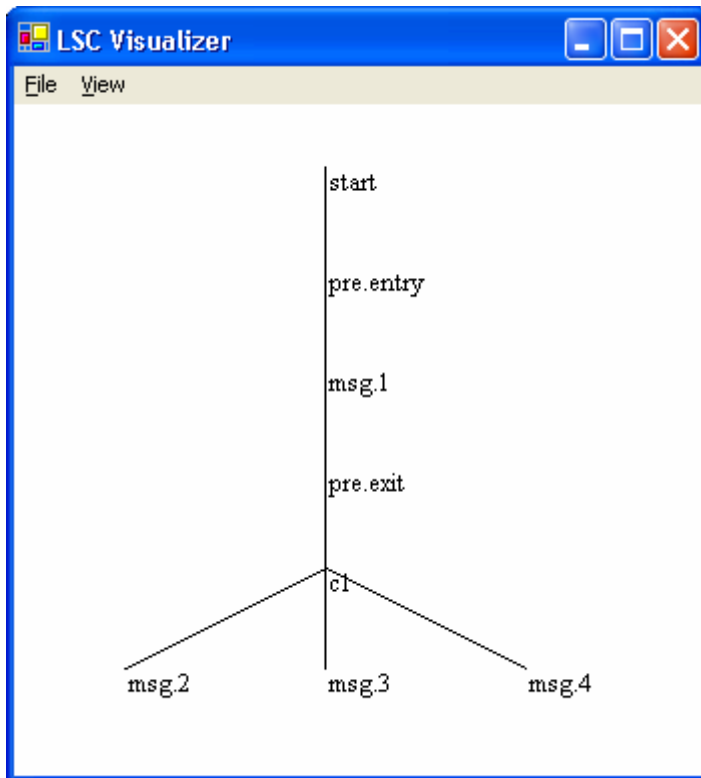 LSC Visualizer
File View
start
pre.entry
msg.1
pre.exit
c1
msg.2 msg.3 msg.4